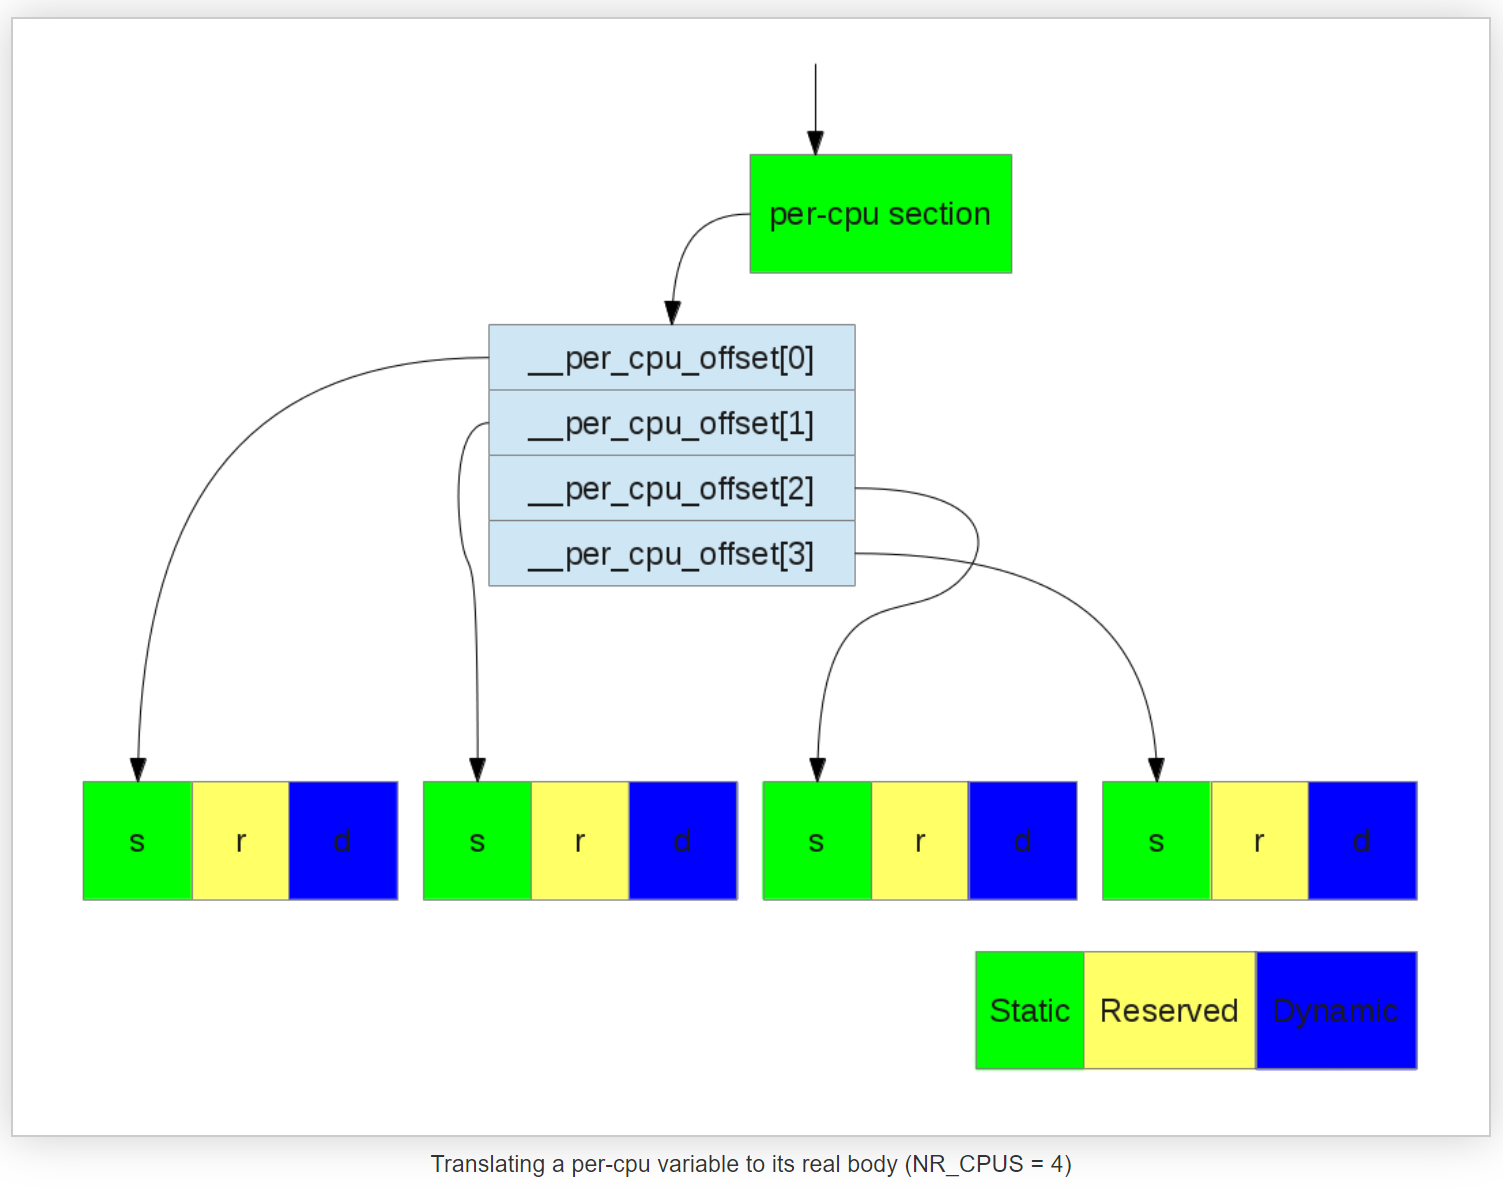 per-cpu section
__per_cpu_offset[0]
__per_cpu_offset[1]
__per_cpu_offset[2]
__per_cpu_offset[3]
s r d s r d s r d s r d
Static Reserved Dynamic
Translating a per-cpu variable to its real body (NR_CPUS = 4)